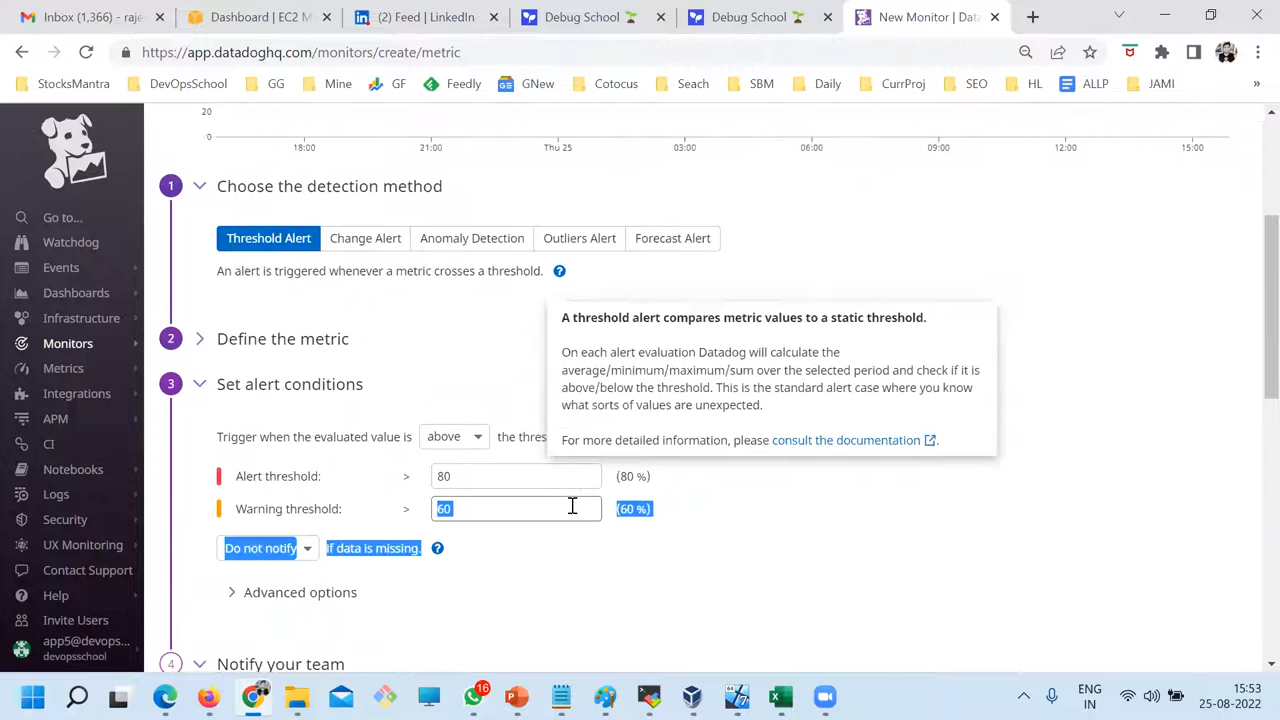 Inbox (1,366) - raje
Default Dashboard | EC2 M
(2) Feed | LinkedIn
Debug School
Debug School
New Monitor | Dat
https://app.datadoghq.com/monitors/create/metric
StocksMantra
DevOpsSchool
GG
Mine
GF
Feedly
GNew
Cotocus
Seach
SBM
Daily
CurrProj
SEO
HL
ALLP
JAMI
»
20
0
18:00
21:00
Thu 25
03:00
06:00
09:00
12:00
15:00
Go to...
Watchdog
Events
Dashboards
Infrastructure
Monitors
Metrics
Integrations
APM
CI
Notebooks
Logs
Security
UX Monitoring
Contact Support
Help
Invite Users
app5@devops...
devopsschool
1
Choose the detection method
Threshold Alert
Change Alert
Anomaly Detection
Outliers Alert
Forecast Alert
An alert is triggered whenever a metric crosses a threshold. ?
A threshold alert compares metric values to a static threshold.
On each alert evaluation Datadog will calculate the
average/minimum/maximum/sum over the selected period and check if it is
above/below the threshold. This is the standard alert case where you know
what sorts of values are unexpected.
For more detailed information, please consult the documentation.
2
Define the metric
3
Set alert conditions
Trigger when the evaluated value is above the thres
Alert threshold: > 80 (80 %)
Warning threshold: > 60 (60 %)
Do not notify if data is missing. ?
Advanced options
4
Notify your team
16
ENG
IN
15:53
25-08-2022